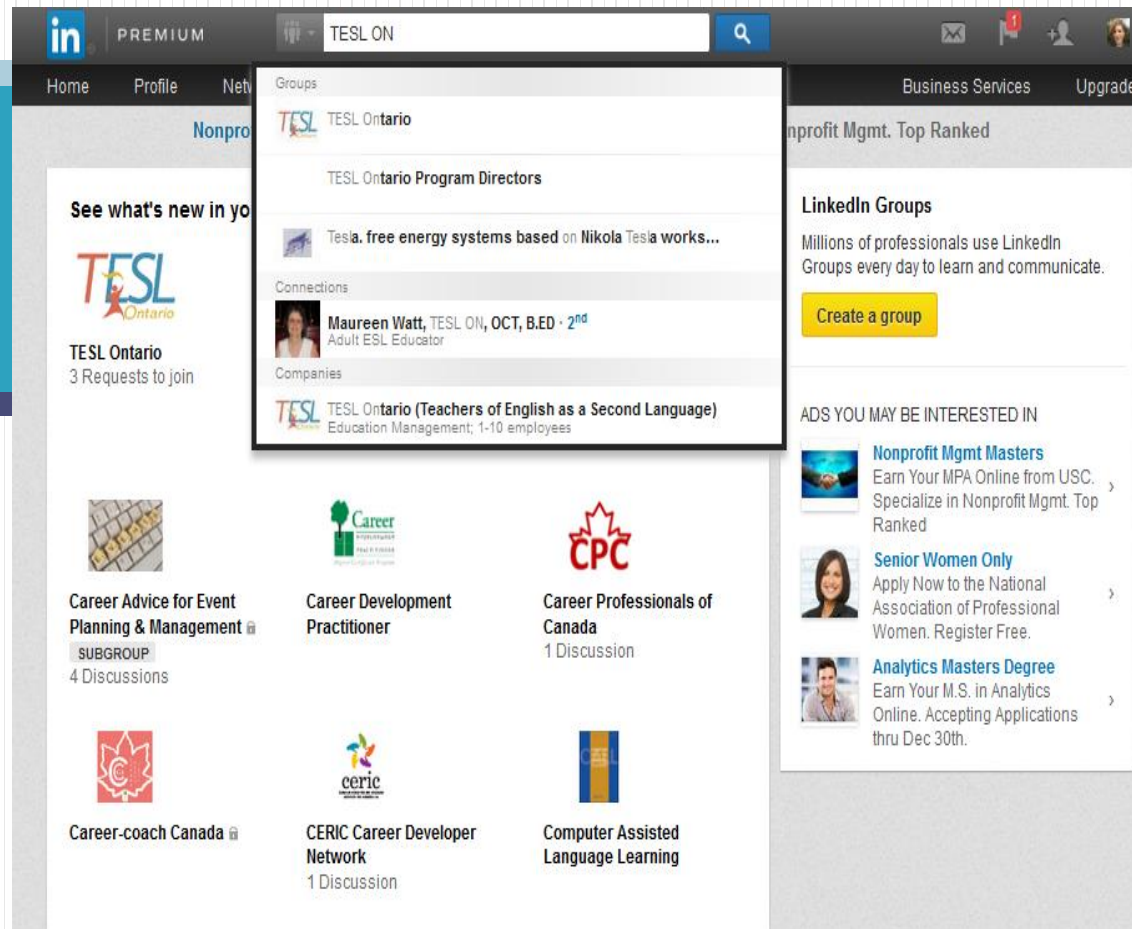 in PREMIUM TESL ON 1
Home Profile Netw Business Services Upgrade
Nonpro
nprofit Mgmt. Top Ranked
Groups
TESL TESL Ontario
TESL Ontario Program Directors
Tesla. free energy systems based on Nikola Tesla works...
Connections
Maureen Watt, TESL ON, OCT, B.ED · 2nd
Adult ESL Educator
Companies
TESL TESL Ontario (Teachers of English as a Second Language)
Education Management; 1-10 employees
See what's new in yo
TESL
Ontario
TESL Ontario
3 Requests to join
Career
CPC
Career Advice for Event
Planning & Management
SUBGROUP
4 Discussions
Career Development
Practitioner
Career Professionals of
Canada
1 Discussion
C C
ceric
Career-coach Canada
CERIC Career Developer
Network
1 Discussion
Computer Assisted
Language Learning
LinkedIn Groups
Millions of professionals use LinkedIn
Groups every day to learn and communicate.
Create a group
ADS YOU MAY BE INTERESTED IN
Nonprofit Mgmt Masters
Earn Your MPA Online from USC.
Specialize in Nonprofit Mgmt. Top
Ranked
Senior Women Only
Apply Now to the National
Association of Professional
Women. Register Free.
Analytics Masters Degree
Earn Your M.S. in Analytics
Online. Accepting Applications
thru Dec 30th.